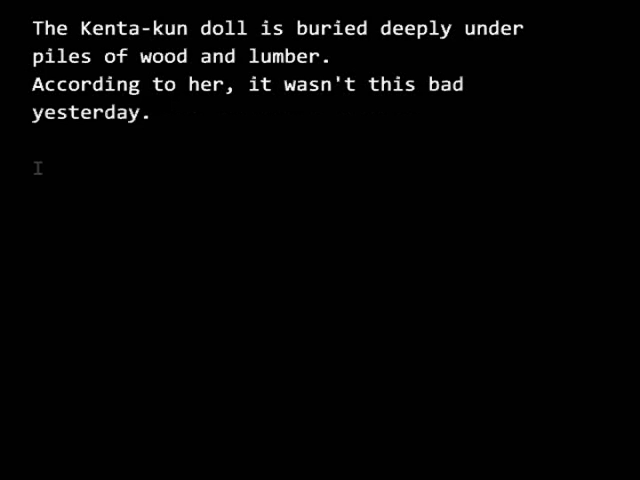 The Kenta-kun doll is buried deeply under
piles of wood and lumber.
According to her, it wasn't this bad
yesterday.

I